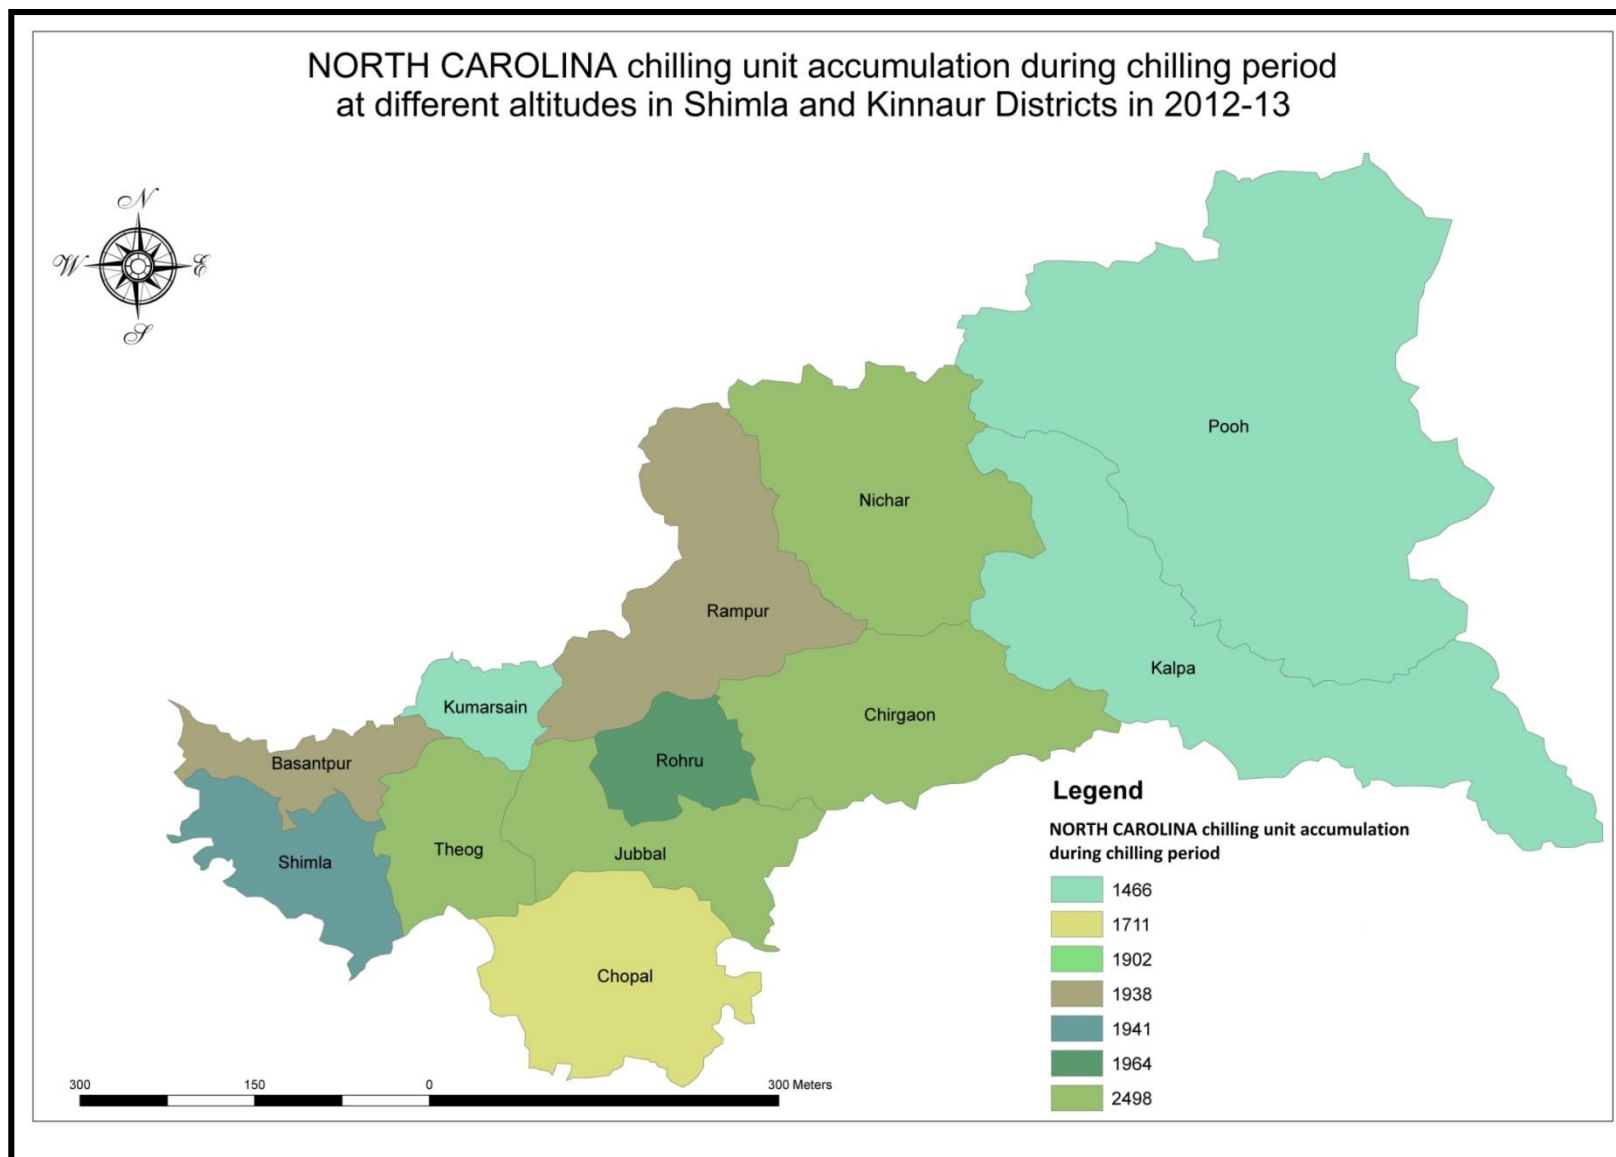 NORTH CAROLINA chilling unit accumulation during chilling period
at different altitudes in Shimla and Kinnaur Districts in 2012-13
N
W E
S
Pooh
Nichar
Rampur
Kalpa
Kumarsain
Chirgaon
Rohru
Basantpur
Theog
Jubbal
Shimla
Chopal
Legend
NORTH CAROLINA chilling unit accumulation
during chilling period
1466
1711
1902
1938
1941
1964
2498
300 150 0 300 Meters